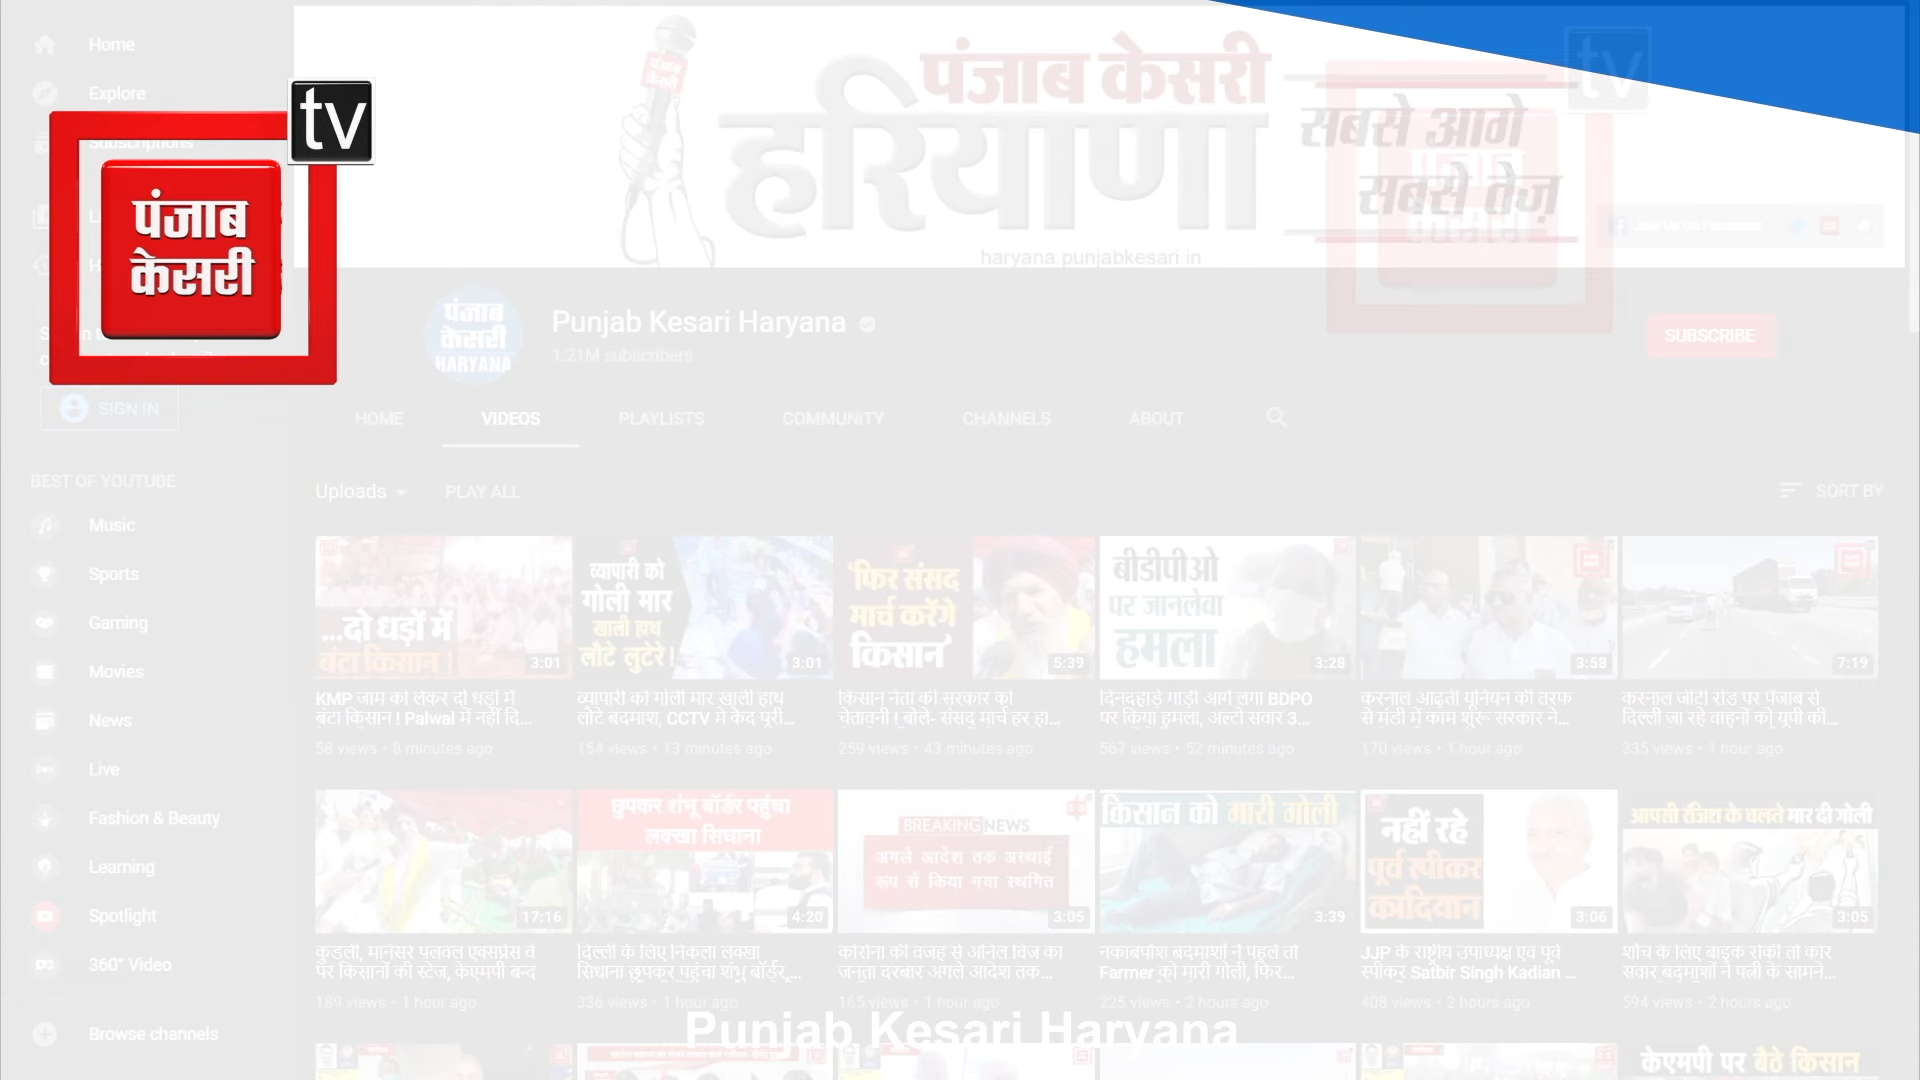 Home
Explore
Subscriptions
tv
पंजाब
केसरी
SIGN IN
BEST OF YOUTUBE
Music
Sports
Gaming
Movies
News
Live
Fashion & Beauty
Learning
Spotlight
360° Video
Browse channels
पंजाब केसरी
हरियाणा
सबसे आगे
सबसे तेज़
tv
haryana.punjabkesari.in
पंजाब
केसरी
HARYANA
Punjab Kesari Haryana
1.21M subscribers
SUBSCRIBE
HOME VIDEOS PLAYLISTS COMMUNITY CHANNELS ABOUT
Uploads PLAY ALL SORT BY
...दो धड़ों में
बंटा किसान !
3:01
व्यापारी को
गोली मार
खाली हाथ
लौटे लुटेरे !
3:01
'फिर संसद
मार्च करेंगे
किसान'
5:39
बीडीपीओ
पर जानलेवा
हमला
3:28
3:58
7:19
KMP जाम को लेकर दो धड़ों में
बंटा किसान ! Palwal में नहीं दि...
58 views • 8 minutes ago
व्यापारी को गोली मार खाली हाथ
लौटे बदमाश, CCTV में कैद पूरी...
154 views • 13 minutes ago
किसान नेता की सरकार को
चेतावनी ! बोले- संसद मार्च हर हा...
259 views • 43 minutes ago
दिनदहाड़े गाड़ी आगे लगा BDPO
पर किया हमला, अल्टो सवार 3...
567 views • 52 minutes ago
करनाल आढ़ती यूनियन की तरफ
से मंडी में काम शुरू सरकार ने...
170 views • 1 hour ago
करनाल जीटी रोड पर पंजाब से
दिल्ली जा रहे वाहनों को यूपी की...
335 views • 1 hour ago
17:16
छुपकर शंभू बॉर्डर पहुंचा
लक्खा सिधाना
4:20
BREAKING NEWS
अगले आदेश तक अस्थाई
रूप से किया गया स्थगित
3:05
किसान को मारी गोली
3:39
नहीं रहे
पूर्व स्पीकर
कादियान
3:06
आपसी रंजिश के चलते मार दी गोली
3:05
कुंडली, मानेसर पलवल एक्सप्रेस वे
पर किसानों की स्टेज, केएमपी बन्द
189 views • 1 hour ago
दिल्ली के लिए निकला लक्खा
सिधाना छुपकर पहुंचा शंभू बॉर्डर,...
336 views • 1 hour ago
कोरोना की वजह से अनिल विज का
जनता दरबार अगले आदेश तक...
165 views • 1 hour ago
नकाबपोश बदमाशों ने पहले तो
Farmer को मारी गोली, फिर...
225 views • 2 hours ago
JJP के राष्ट्रीय उपाध्यक्ष एवं पूर्व
स्पीकर Satbir Singh Kadian ...
408 views • 2 hours ago
शौच के लिए बाइक रोकी तो कार
सवार बदमाशों ने पत्नी के सामने...
594 views • 2 hours ago
Punjab Kesari Haryana
केएमपी पर बैठे किसान